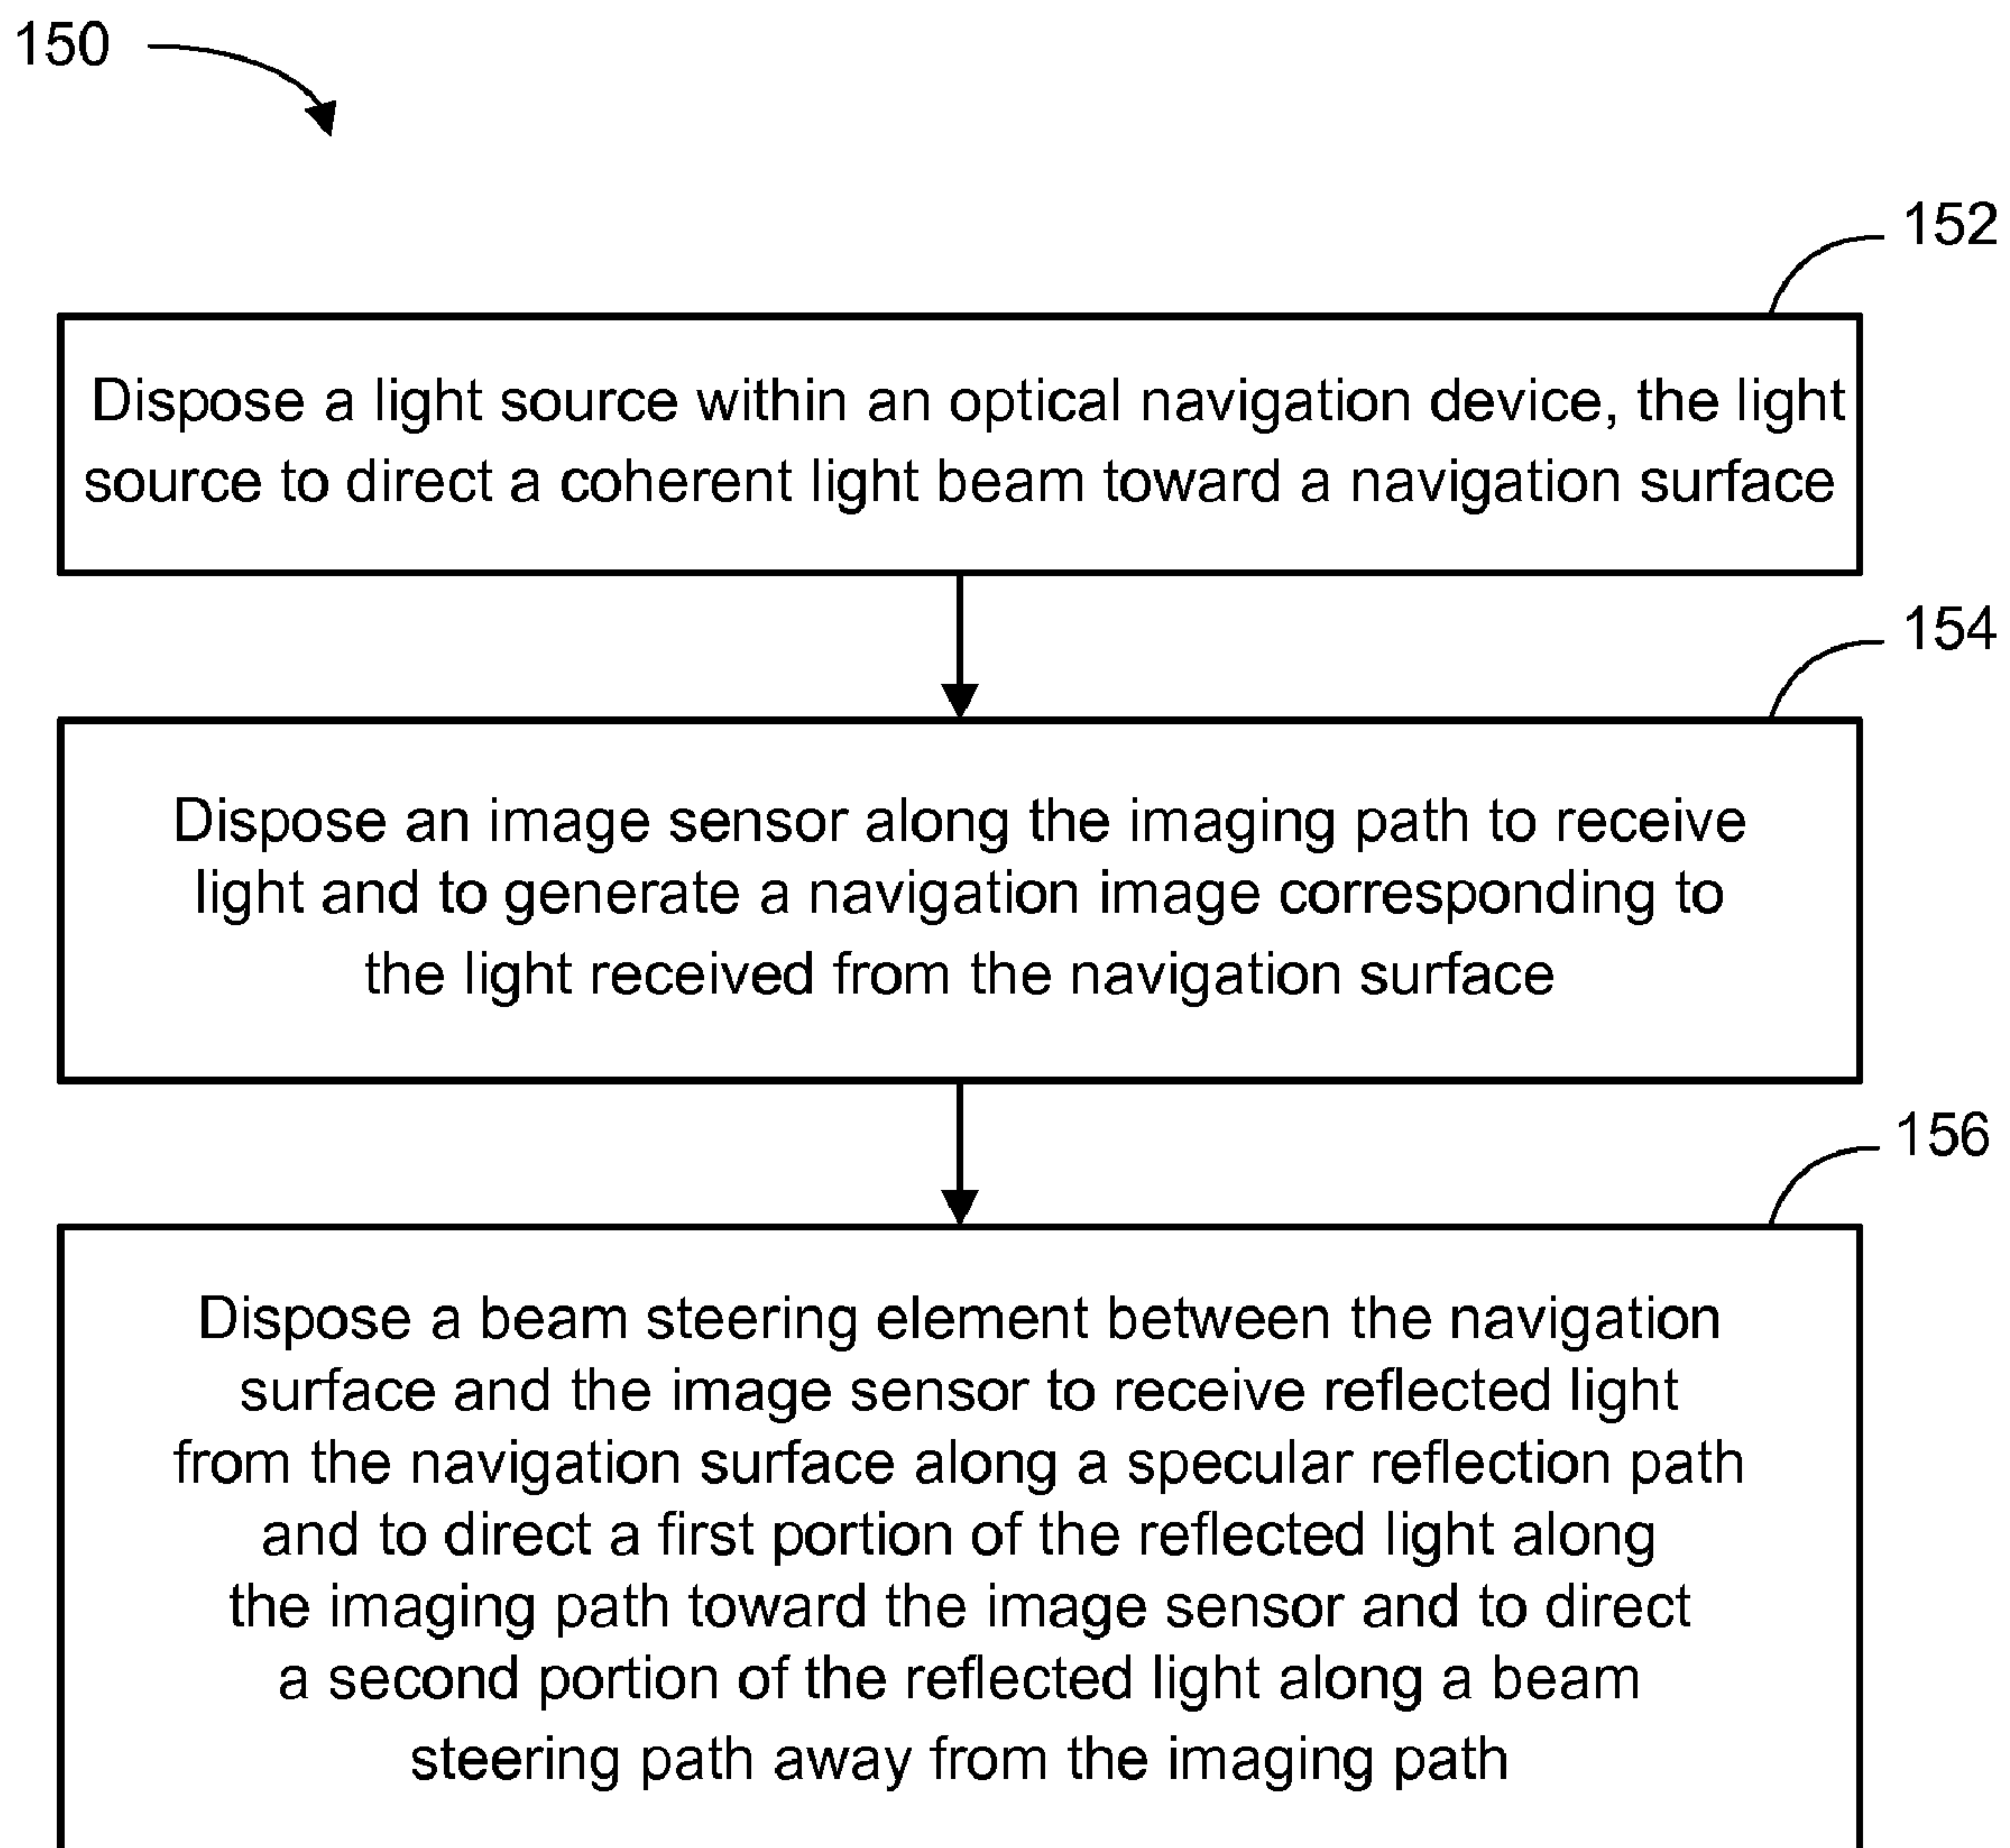 150
152
Dispose a light source within an optical navigation device, the light
source to direct a coherent light beam toward a navigation surface
154
Dispose an image sensor along the imaging path to receive
light and to generate a navigation image corresponding to
the light received from the navigation surface
156
Dispose a beam steering element between the navigation
surface and the image sensor to receive reflected light
from the navigation surface along a specular reflection path
and to direct a first portion of the reflected light along
the imaging path toward the image sensor and to direct
a second portion of the reflected light along a beam
steering path away from the imaging path